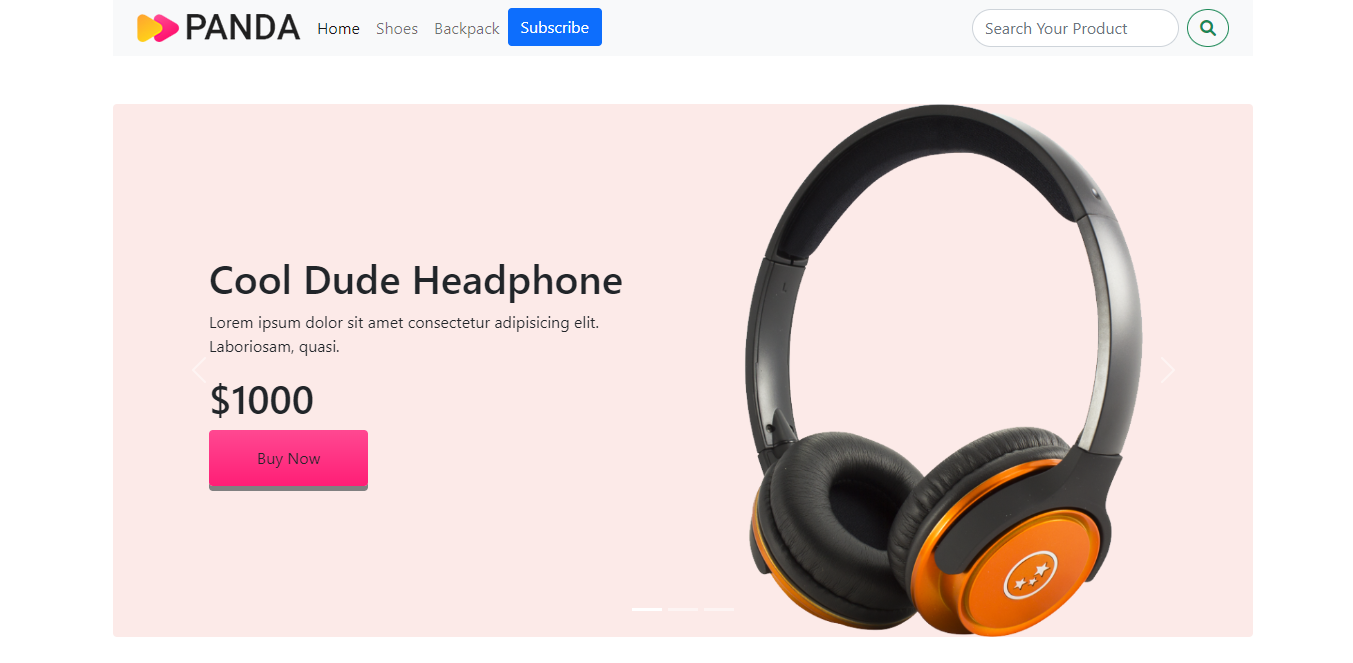 PANDA Home Shoes Backpack Subscribe Search Your Product
Cool Dude Headphone
Lorem ipsum dolor sit amet consectetur adipisicing elit.
Laboriosam, quasi.
$1000
Buy Now
L